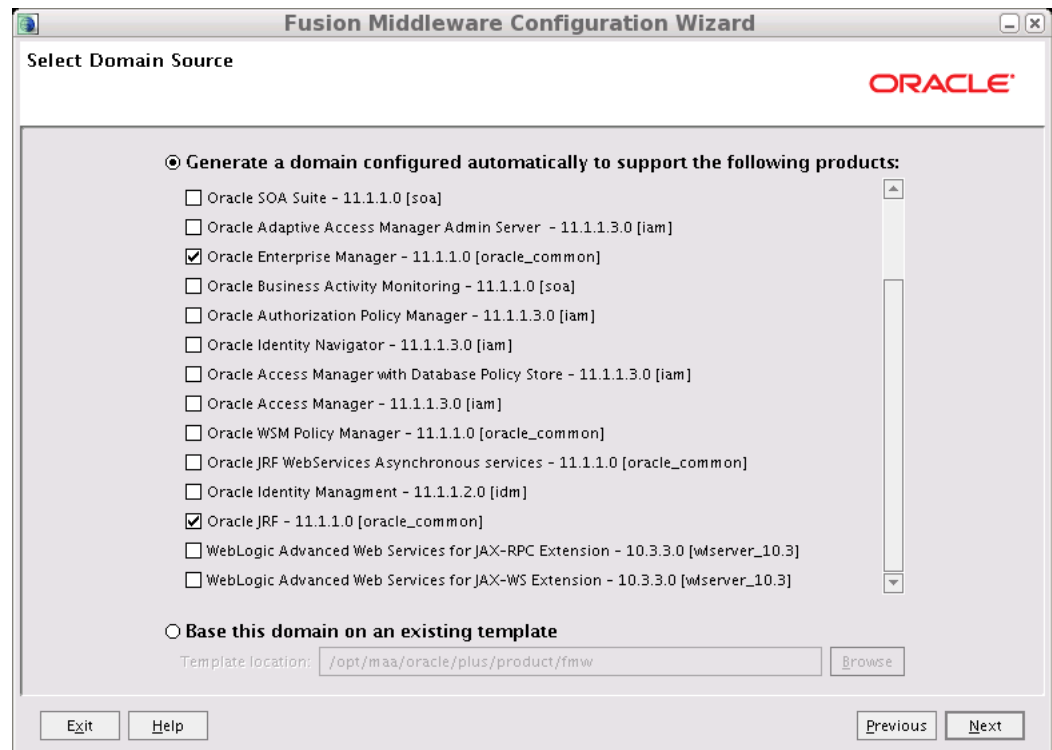 Fusion Middleware Configuration Wizard
Select Domain Source
ORACLE
Generate a domain configured automatically to support the following products:
Oracle SOA Suite - 11.1.1.0 [soa]
Oracle Adaptive Access Manager Admin Server - 11.1.1.3.0 [iam]
Oracle Enterprise Manager - 11.1.1.0 [oracle_common]
Oracle Business Activity Monitoring - 11.1.1.0 [soa]
Oracle Authorization Policy Manager - 11.1.1.3.0 [iam]
Oracle Identity Navigator - 11.1.1.3.0 [iam]
Oracle Access Manager with Database Policy Store - 11.1.1.3.0 [iam]
Oracle Access Manager - 11.1.1.3.0 [iam]
Oracle WSM Policy Manager - 11.1.1.0 [oracle_common]
Oracle JRF WebServices Asynchronous services - 11.1.1.0 [oracle_common]
Oracle Identity Managment - 11.1.1.2.0 [idm]
Oracle JRF - 11.1.1.0 [oracle_common]
WebLogic Advanced Web Services for JAX-RPC Extension - 10.3.3.0 [wlserver_10.3]
WebLogic Advanced Web Services for JAX-WS Extension - 10.3.3.0 [wlserver_10.3]
Base this domain on an existing template
Template location: /opt/maa/oracle/plus/product/fmw Browse
Exit Help Previous Next